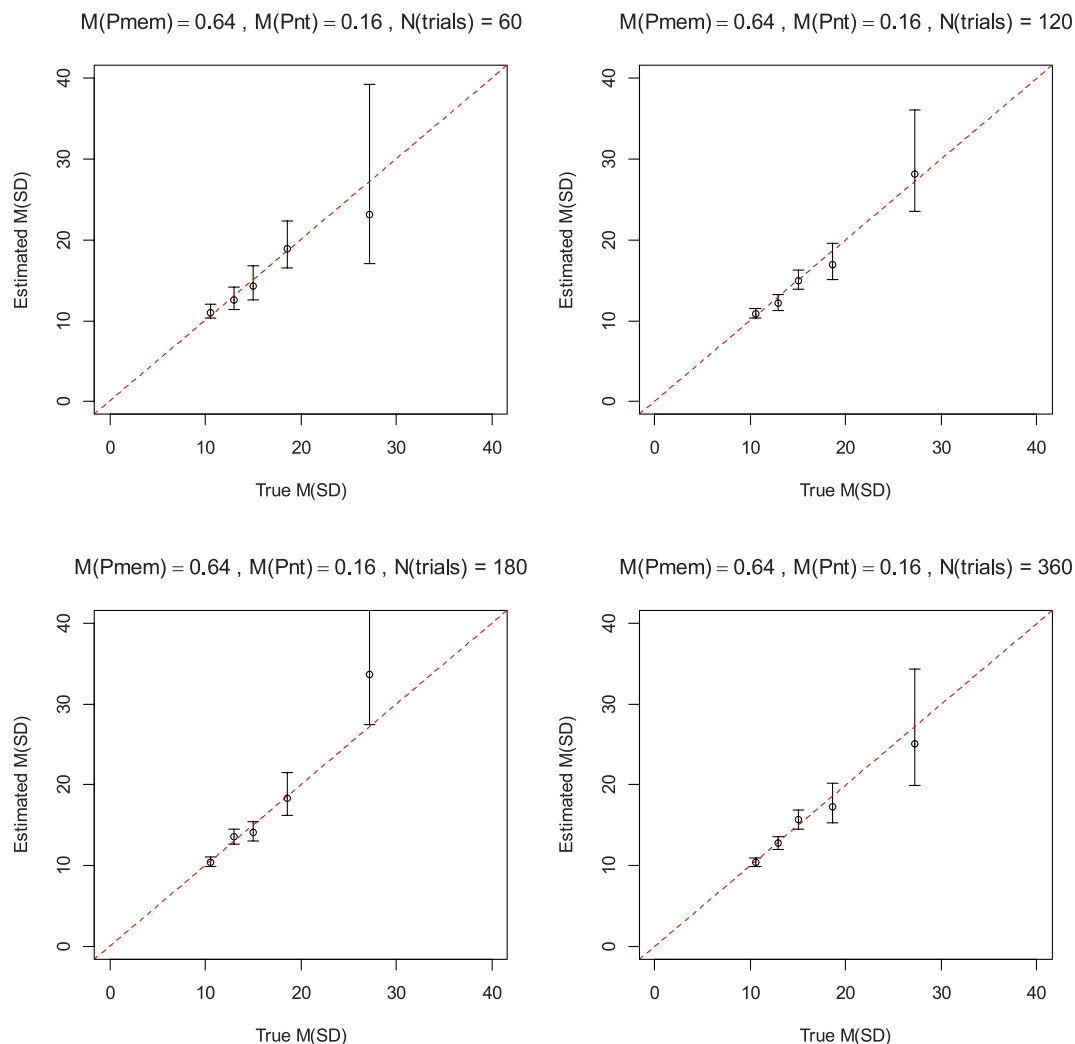 M(Pmem) = 0.64 , M(Pnt) = 0.16 , N(trials) = 60
40
30
20
10
0
Estimated M(SD)
0 10 20 30 40
True M(SD)
M(Pmem) = 0.64 , M(Pnt) = 0.16 , N(trials) = 120
40
30
20
10
0
Estimated M(SD)
0 10 20 30 40
True M(SD)
M(Pmem) = 0.64 , M(Pnt) = 0.16 , N(trials) = 180
40
30
20
10
0
Estimated M(SD)
0 10 20 30 40
True M(SD)
M(Pmem) = 0.64 , M(Pnt) = 0.16 , N(trials) = 360
40
30
20
10
0
Estimated M(SD)
0 10 20 30 40
True M(SD)